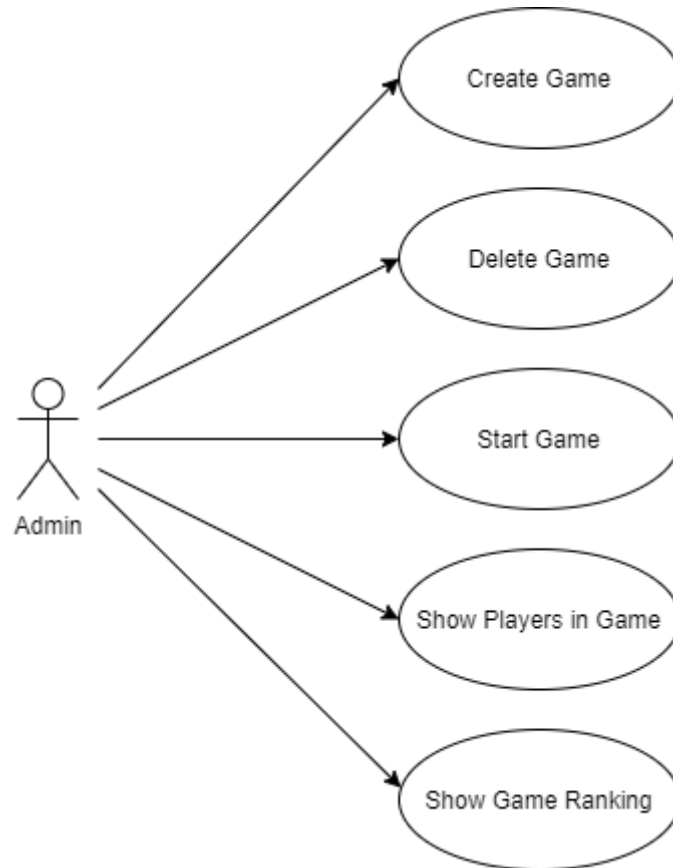 Create Game
Delete Game
Start Game
Admin
Show Players in Game
Show Game Ranking